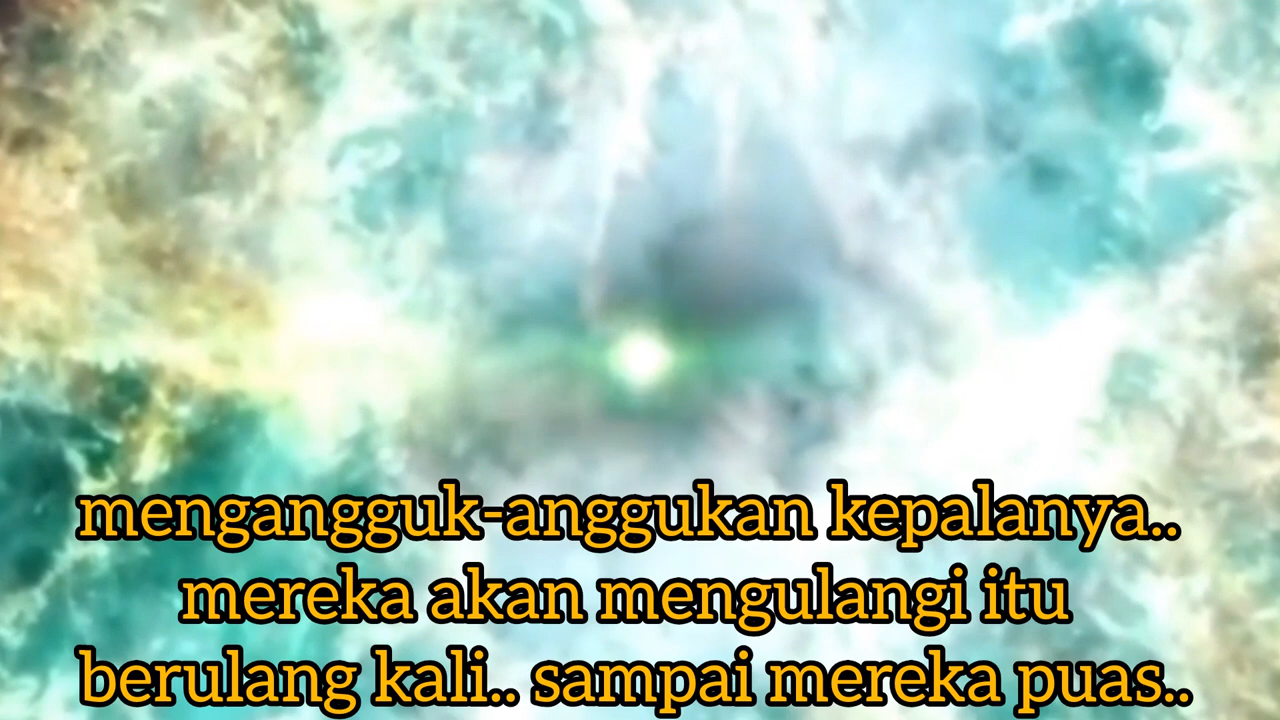 mengangguk-anggukan kepalanya..
mereka akan mengulangi itu
berulang kali.. sampai mereka puas..